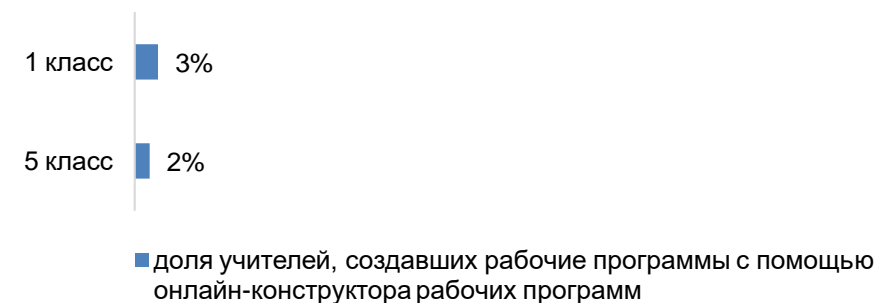 1 класс 3%
5 класс 2%
доля учителей, создавших рабочие программы с помощью
онлайн-конструктора рабочих программ